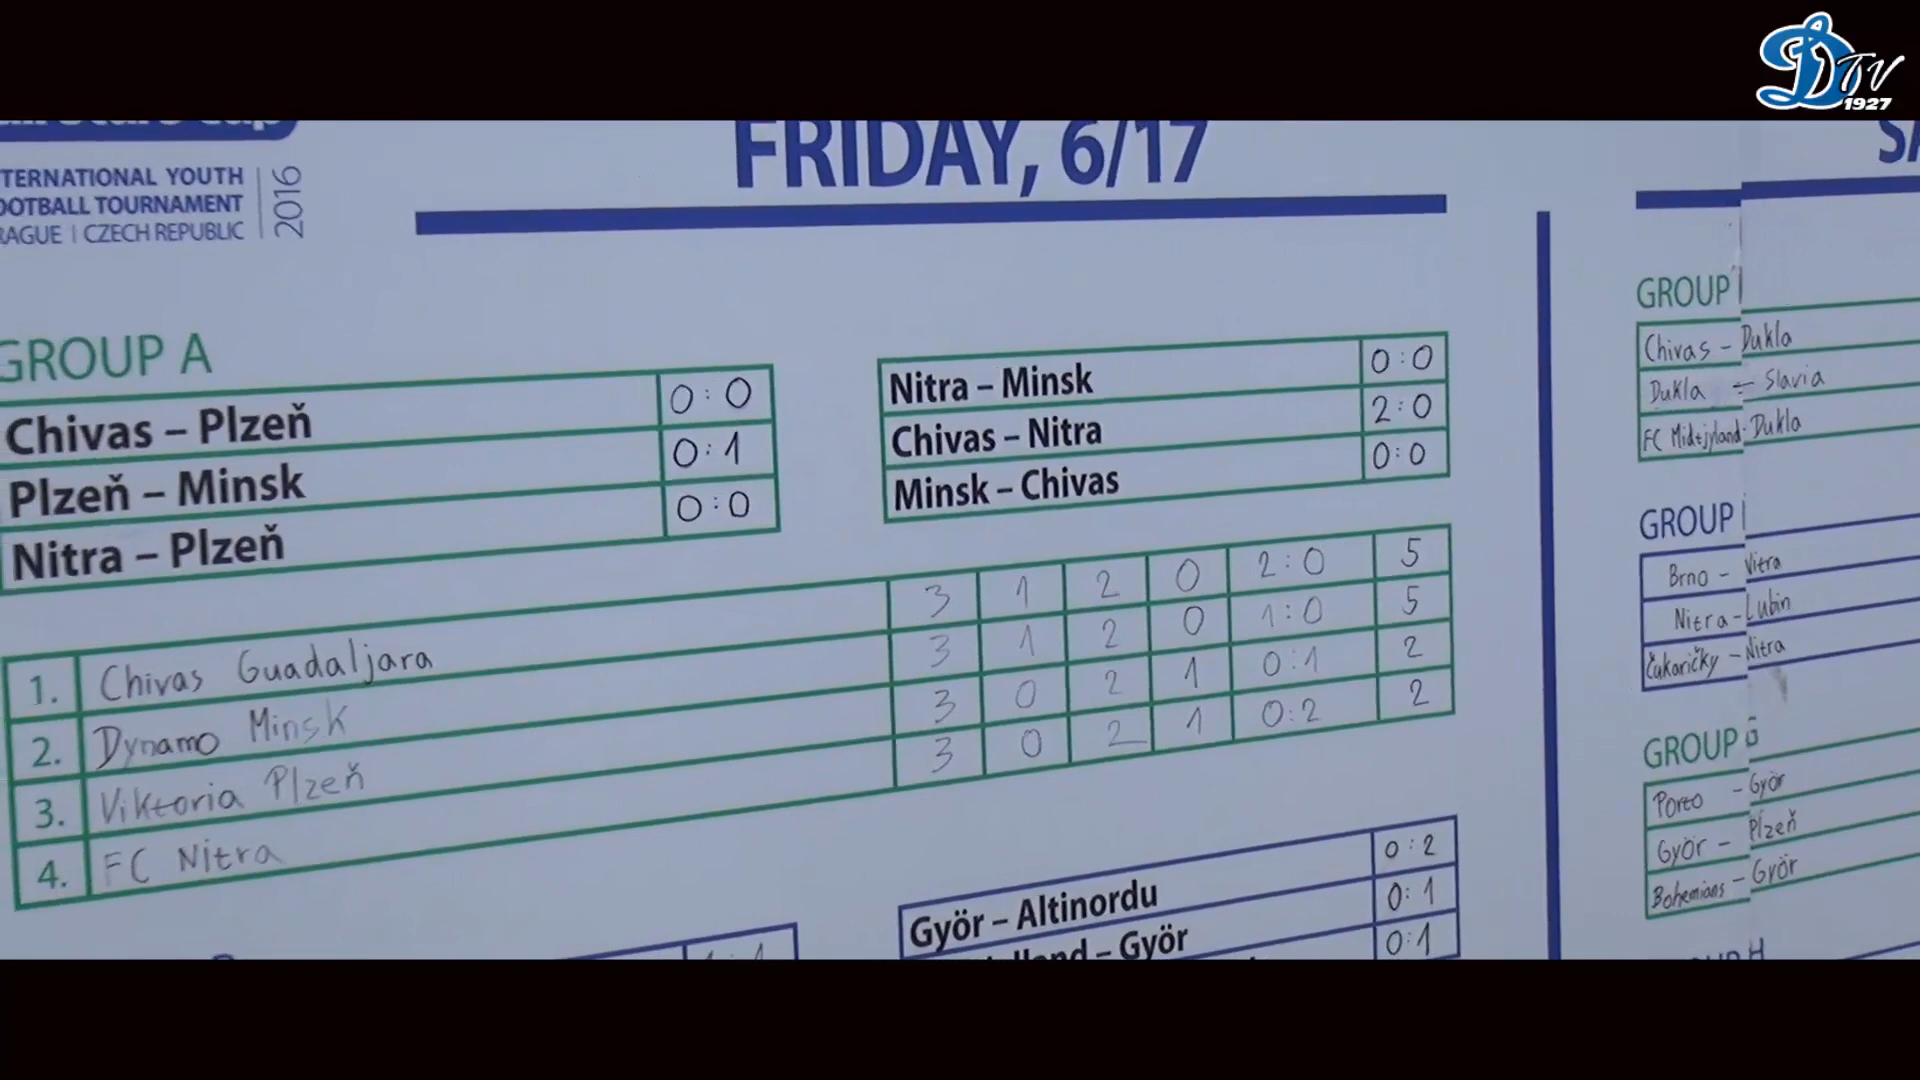 DTV
1927
FRIDAY, 6/17
TERNATIONAL YOUTH
OOTBALL TOURNAMENT
RAGUE | CZECH REPUBLIC
2016
GROUP A
Chivas – Plzeň 0:0
Plzeň – Minsk 0:1
Nitra – Plzeň 0:0
Nitra – Minsk 0:0
Chivas – Nitra 2:0
Minsk – Chivas 0:0
1. Chivas Guadaljara 3 1 2 0 2:0 5
2. Dynamo Minsk 3 1 2 0 1:0 5
3. Viktoria Plzeň 3 0 2 1 0:1 2
4. FC Nitra 3 0 2 1 0:2 2
Györ – Altinordu 0:2
– Györ 0:1
0:1
GROUP
Chivas – Dukla
Dukla – Slavia
FC Midtjyland - Dukla
GROUP
Brno – Nitra
Nitra – Lubin
Čukaričky – Nitra
GROUP G
Porto – Györ
Györ – Plzeň
Bohemians – Györ